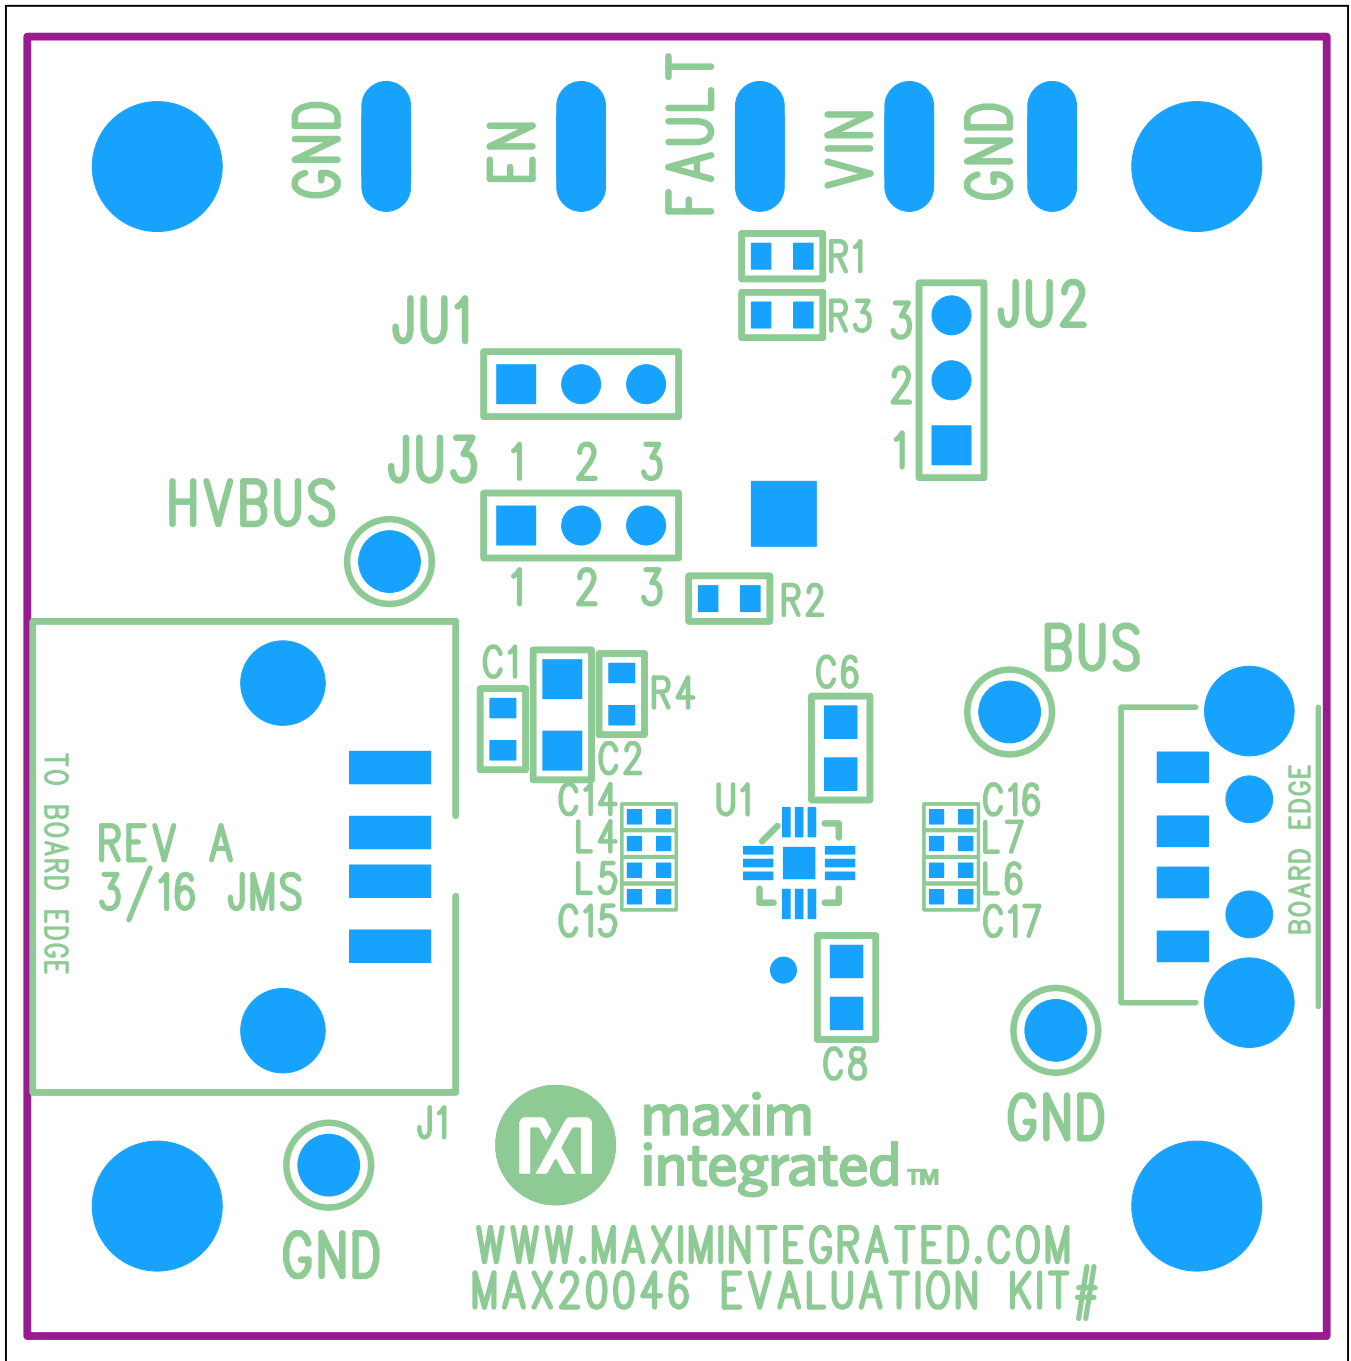 GND
EN
FAULT
VIN
GND
R1
R3
JU2
3
2
1
JU1
JU3
1 2 3
HVBUS
1 2 3
R2
BUS
C1
R4
C2
C6
U1
C14
L4
L5
C15
C16
L7
L6
C17
TO BOARD EDGE
REV A
3/16 JMS
BOARD EDGE
C8
J1
GND
GND
maxim
integrated™
WWW.MAXIMINTEGRATED.COM
MAX20046 EVALUATION KIT#